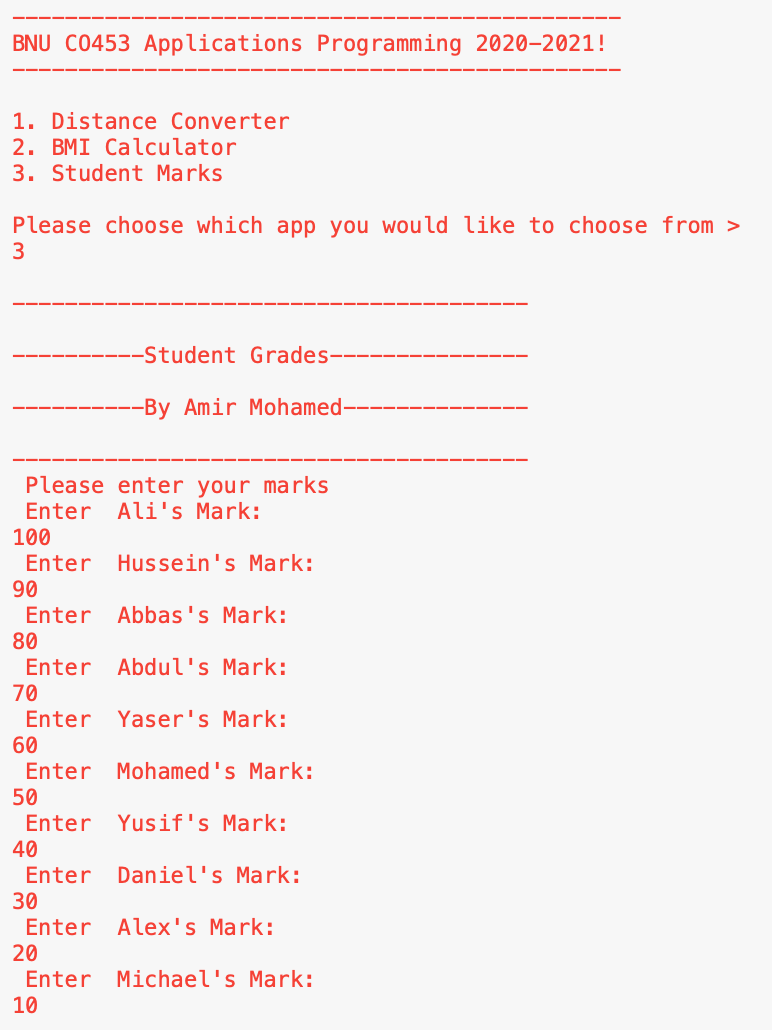 ----------------------------------------------
BNU CO453 Applications Programming 2020-2021!
----------------------------------------------
1. Distance Converter
2. BMI Calculator
3. Student Marks
Please choose which app you would like to choose from >
3
---------------------------------------
----------Student Grades---------------
----------By Amir Mohamed--------------
---------------------------------------
 Please enter your marks
 Enter  Ali's Mark:
100
 Enter  Hussein's Mark:
90
 Enter  Abbas's Mark:
80
 Enter  Abdul's Mark:
70
 Enter  Yaser's Mark:
60
 Enter  Mohamed's Mark:
50
 Enter  Yusif's Mark:
40
 Enter  Daniel's Mark:
30
 Enter  Alex's Mark:
20
 Enter  Michael's Mark:
10